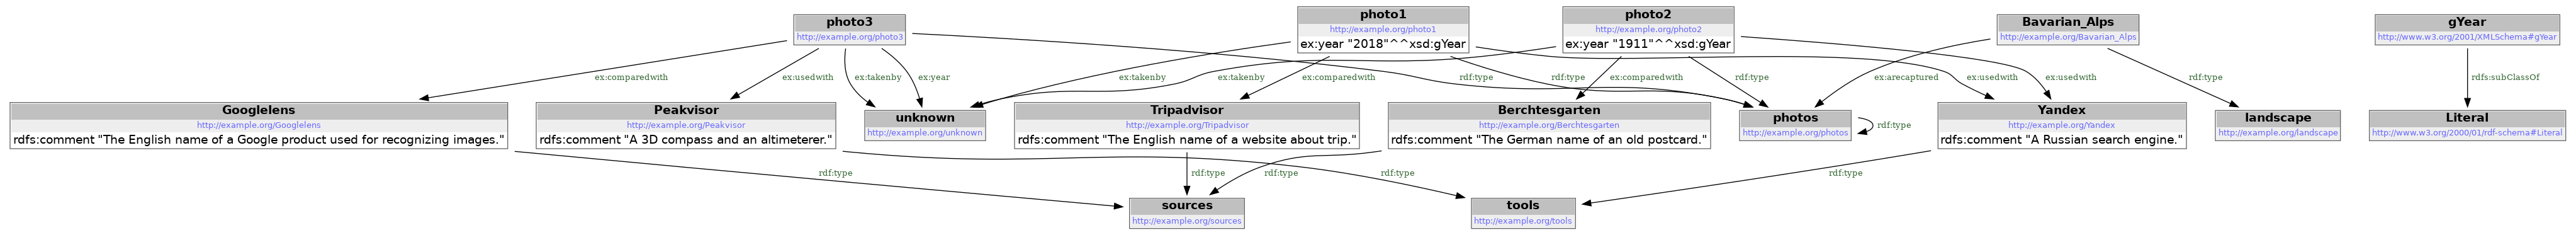 photo3
http://example.org/photo3
photo1
http://example.org/photo1
ex:year "2018"^^xsd:gYear
photo2
http://example.org/photo2
ex:year "1911"^^xsd:gYear
Bavarian_Alps
http://example.org/Bavarian_Alps
gYear
http://www.w3.org/2001/XMLSchema#gYear
ex:comparedwith
ex:usedwith
ex:takenby
ex:year
ex:takenby
ex:takenby
ex:comparedwith
rdf:type
rdf:type
ex:comparedwith
rdf:type
ex:arecaptured
ex:usedwith
ex:usedwith
rdf:type
rdfs:subClassOf
Googlelens
http://example.org/Googlelens
rdfs:comment "The English name of a Google product used for recognizing images."
Peakvisor
http://example.org/Peakvisor
rdfs:comment "A 3D compass and an altimeterer."
unknown
http://example.org/unknown
Tripadvisor
http://example.org/Tripadvisor
rdfs:comment "The English name of a website about trip."
Berchtesgarten
http://example.org/Berchtesgarten
rdfs:comment "The German name of an old postcard."
photos
http://example.org/photos
rdf:type
Yandex
http://example.org/Yandex
rdfs:comment "A Russian search engine."
landscape
http://example.org/landscape
Literal
http://www.w3.org/2000/01/rdf-schema#Literal
rdf:type
rdf:type
rdf:type
rdf:type
rdf:type
sources
http://example.org/sources
tools
http://example.org/tools